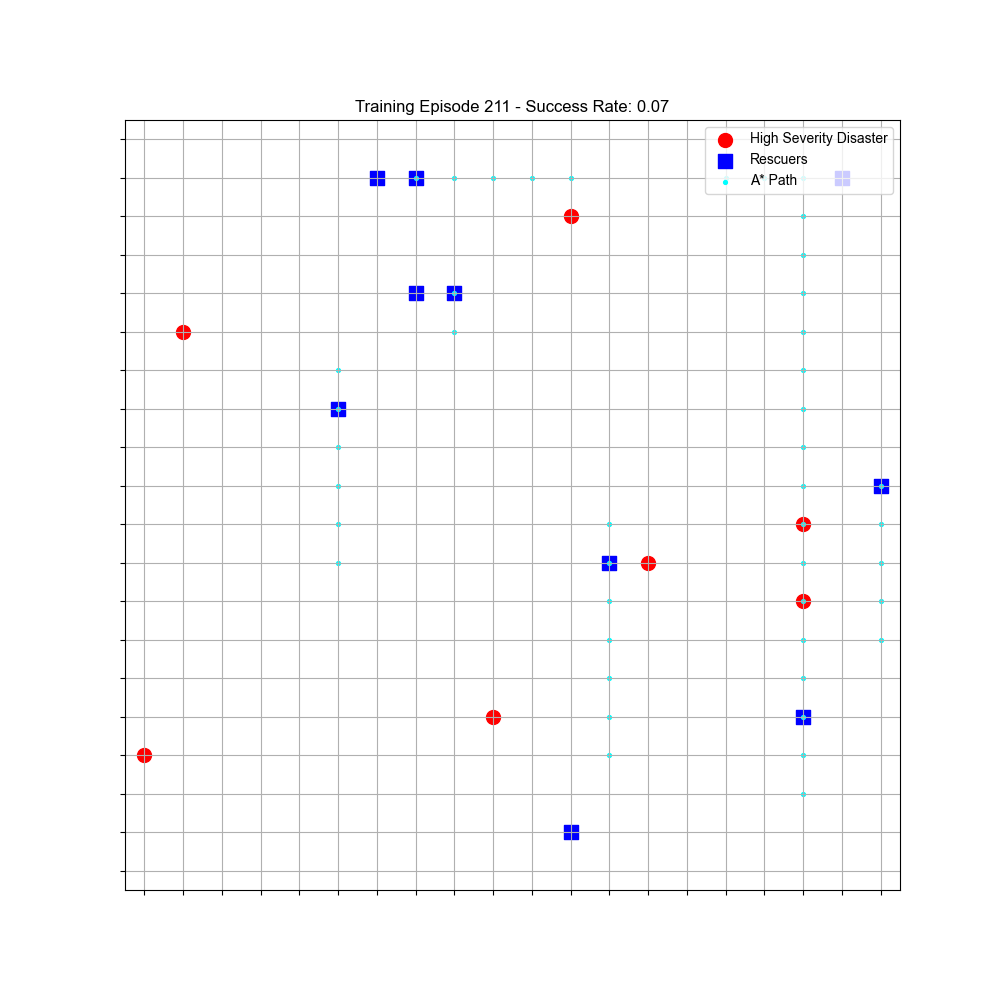 Training Episode 211 - Success Rate: 0.07
High Severity Disaster
Rescuers
A* Path